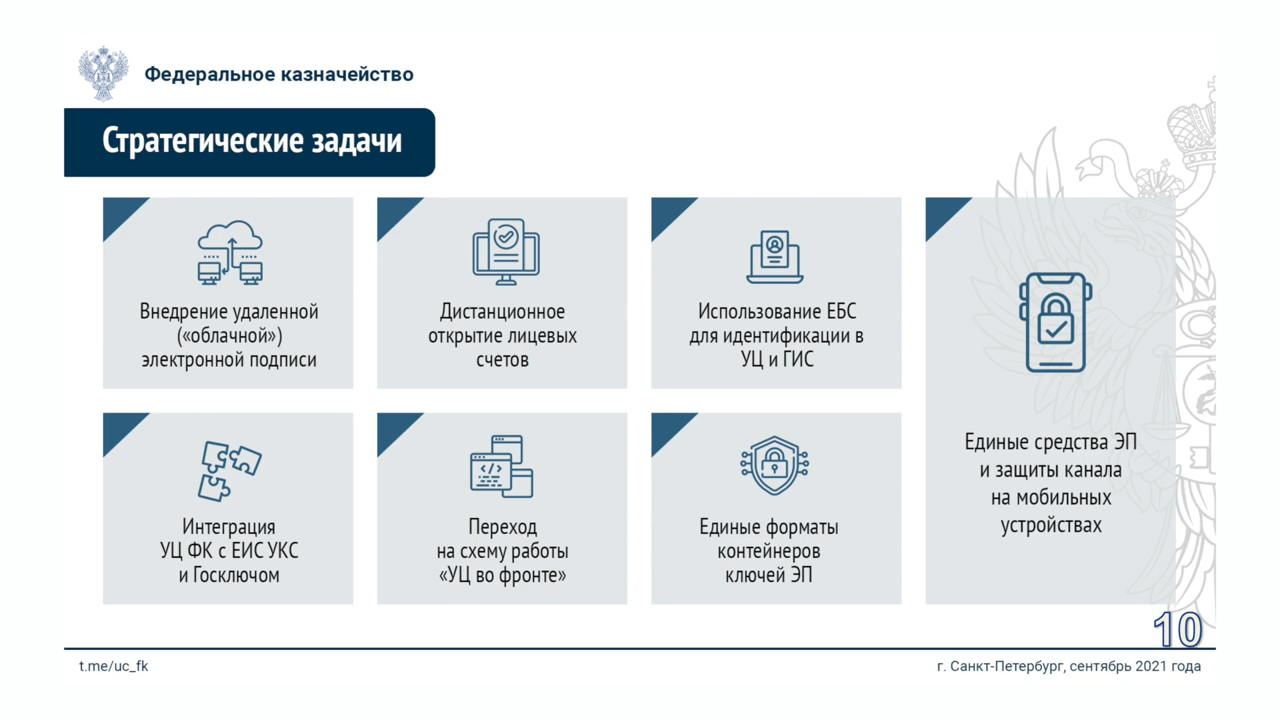 Федеральное казначейство
Стратегические задачи
Внедрение удаленной
(«облачной»)
электронной подписи
Дистанционное
открытие лицевых
счетов
Использование ЕБС
для идентификации в
УЦ и ГИС
Интеграция
УЦ ФК с ЕИС УКС
и Госключом
Переход
на схему работы
«УЦ во фронте»
Единые форматы
контейнеров
ключей ЭП
Единые средства ЭП
и защиты канала
на мобильных
устройствах
10
t.me/uc_fk
г. Санкт-Петербург, сентябрь 2021 года